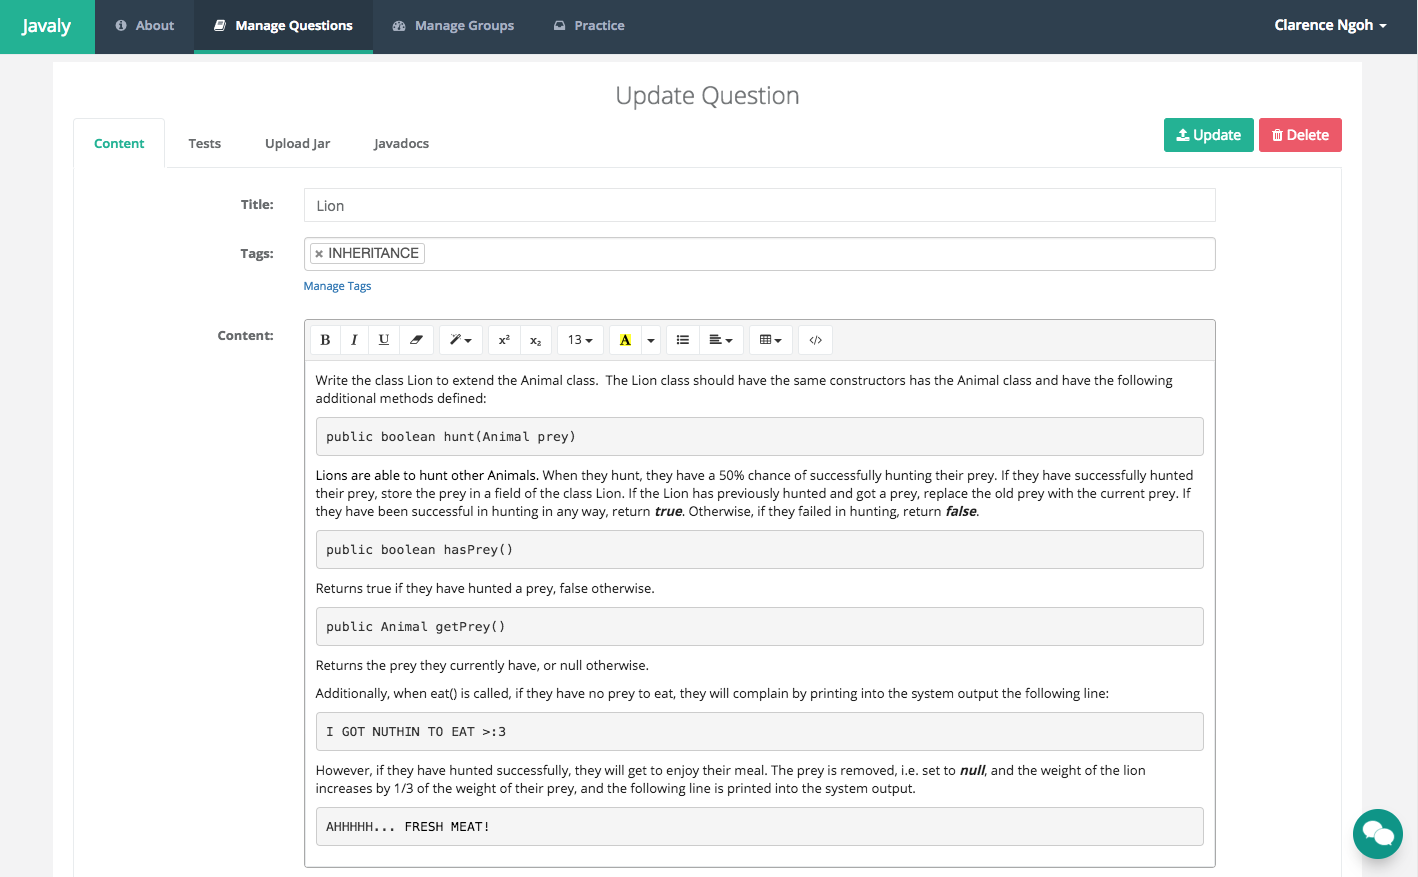 Javaly
About
Manage Questions
Manage Groups
Practice
Clarence Ngoh
Update Question
Content
Tests
Upload Jar
Javadocs
Update
Delete
Title:
Lion
Tags:
× INHERITANCE
Manage Tags
Content:
B I U x² x₂ 13 A </>
Write the class Lion to extend the Animal class.  The Lion class should have the same constructors has the Animal class and have the following
additional methods defined:
public boolean hunt(Animal prey)
Lions are able to hunt other Animals. When they hunt, they have a 50% chance of successfully hunting their prey. If they have successfully hunted
their prey, store the prey in a field of the class Lion. If the Lion has previously hunted and got a prey, replace the old prey with the current prey. If
they have been successful in hunting in any way, return true. Otherwise, if they failed in hunting, return false.
public boolean hasPrey()
Returns true if they have hunted a prey, false otherwise.
public Animal getPrey()
Returns the prey they currently have, or null otherwise.
Additionally, when eat() is called, if they have no prey to eat, they will complain by printing into the system output the following line:
I GOT NUTHIN TO EAT >:3
However, if they have hunted successfully, they will get to enjoy their meal. The prey is removed, i.e. set to null, and the weight of the lion
increases by 1/3 of the weight of their prey, and the following line is printed into the system output.
AHHHHH... FRESH MEAT!